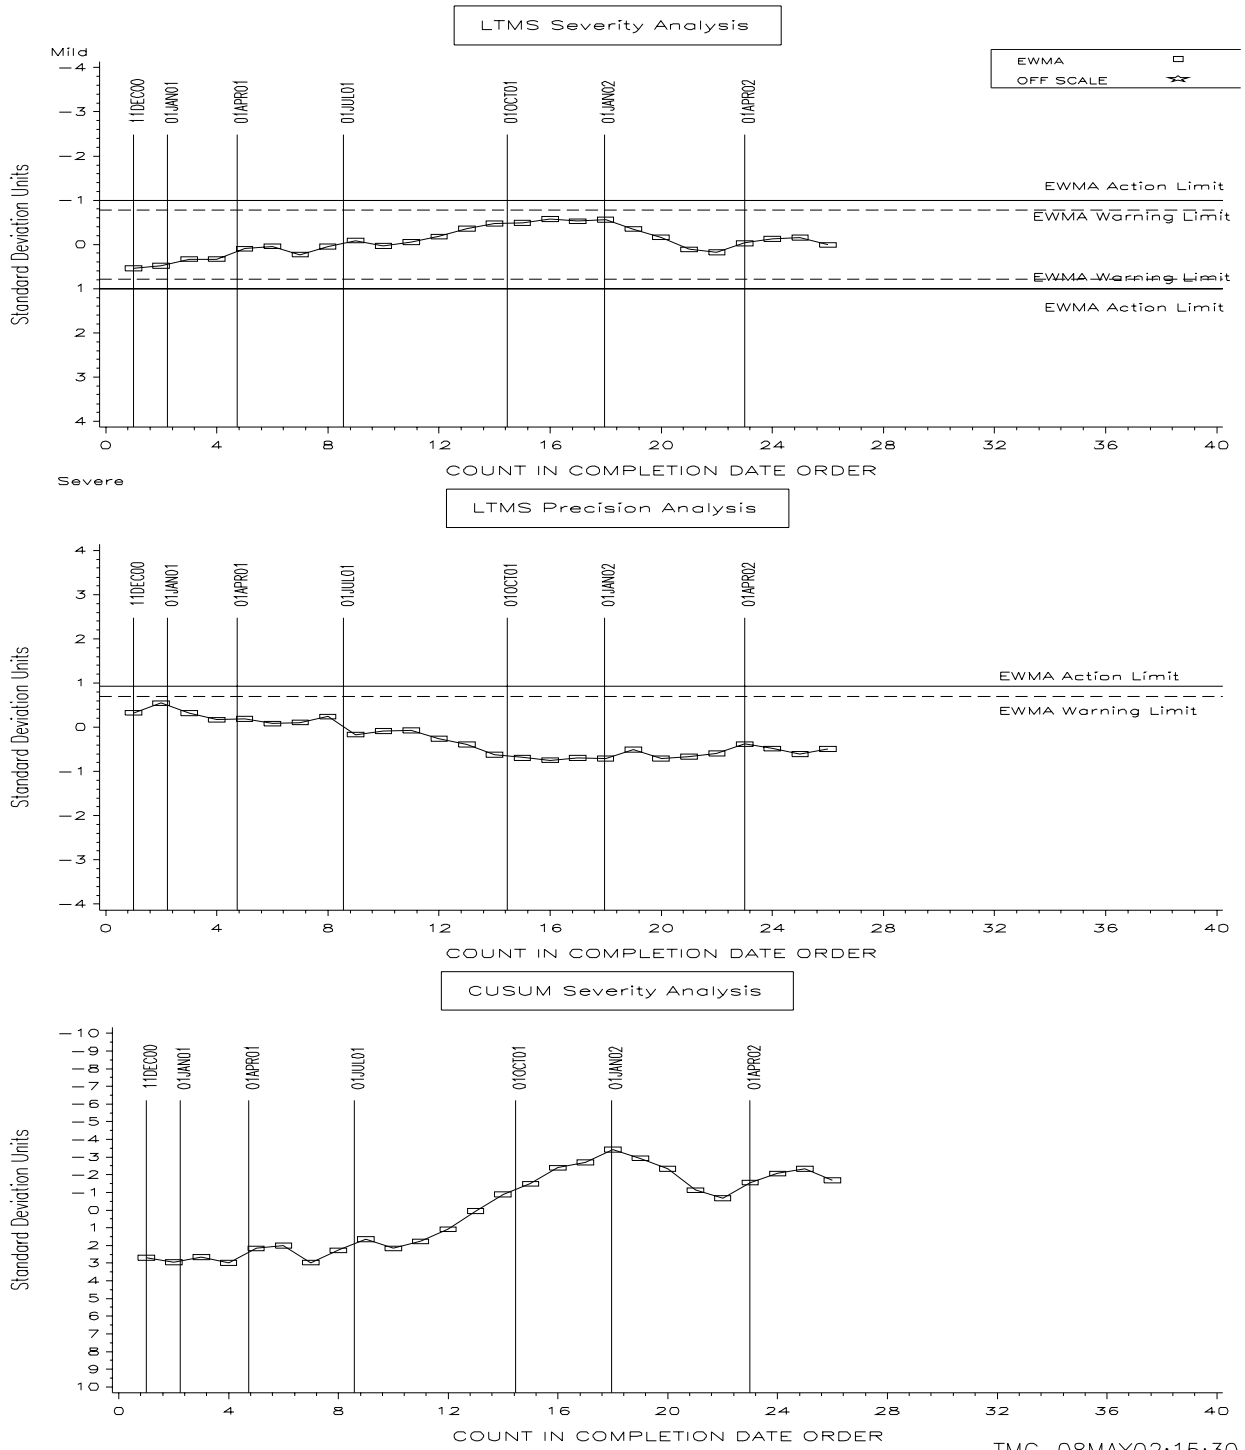 LTMS Severity Analysis
Mild
EWMA
OFF SCALE
-4
-3
-2
-1
0
1
2
3
4
Standard Deviation Units
11DEC00
01JAN01
01APR01
01JUL01
01OCT01
01JAN02
01APR02
EWMA Action Limit
EWMA Warning Limit
EWMA Warning Limit
EWMA Action Limit
0 4 8 12 16 20 24 28 32 36 40
COUNT IN COMPLETION DATE ORDER
Severe
LTMS Precision Analysis
4
3
2
1
0
-1
-2
-3
-4
Standard Deviation Units
11DEC00
01JAN01
01APR01
01JUL01
01OCT01
01JAN02
01APR02
EWMA Action Limit
EWMA Warning Limit
0 4 8 12 16 20 24 28 32 36 40
COUNT IN COMPLETION DATE ORDER
CUSUM Severity Analysis
-10
-9
-8
-7
-6
-5
-4
-3
-2
-1
0
1
2
3
4
5
6
7
8
9
10
Standard Deviation Units
11DEC00
01JAN01
01APR01
01JUL01
01OCT01
01JAN02
01APR02
0 4 8 12 16 20 24 28 32 36 40
COUNT IN COMPLETION DATE ORDER
TMC 08MAY02:15:30